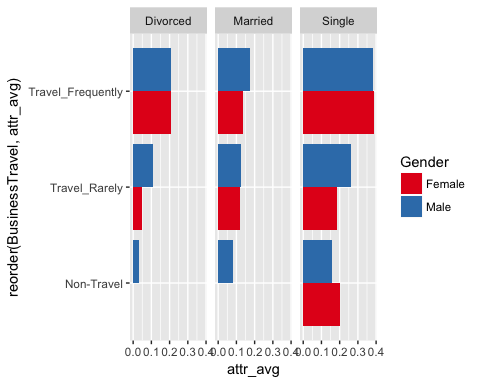 Divorced Married Single
reorder(BusinessTravel, attr_avg)
Travel_Frequently
Travel_Rarely
Non-Travel
0.0 0.1 0.2 0.3 0.4 0.0 0.1 0.2 0.3 0.4 0.0 0.1 0.2 0.3 0.4
attr_avg
Gender
Female
Male